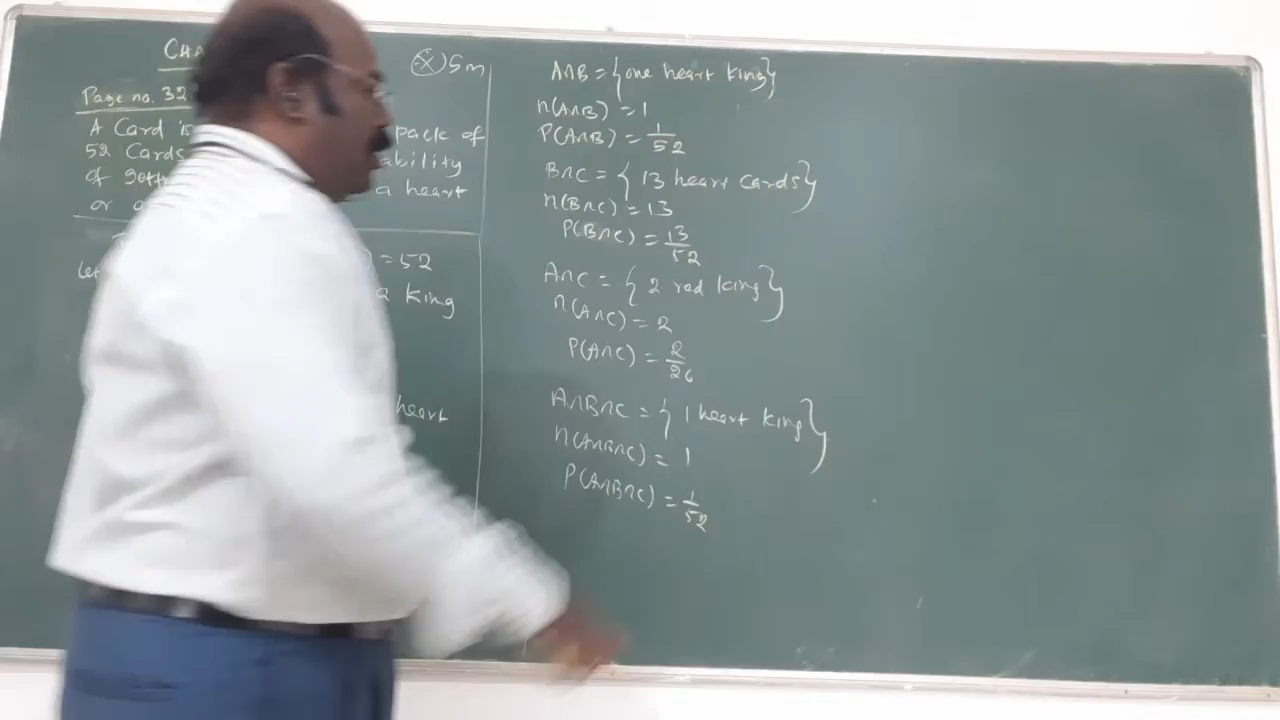 CHA
(X) 5m
Page no. 32
A Card is pack of
52 Cards ability
of gett a heart
or a
) = 52
Let a King
heart
A∩B = {one heart king}
n(A∩B) = 1
P(A∩B) = 1/52
B∩C = { 13 heart cards}
n(B∩C) = 13
P(B∩C) = 13/52
A∩C = { 2 red king}
n(A∩C) = 2
P(A∩C) = 2/26
A∩B∩C = { 1 heart king}
n(A∩B∩C) = 1
P(A∩B∩C) = 1/52